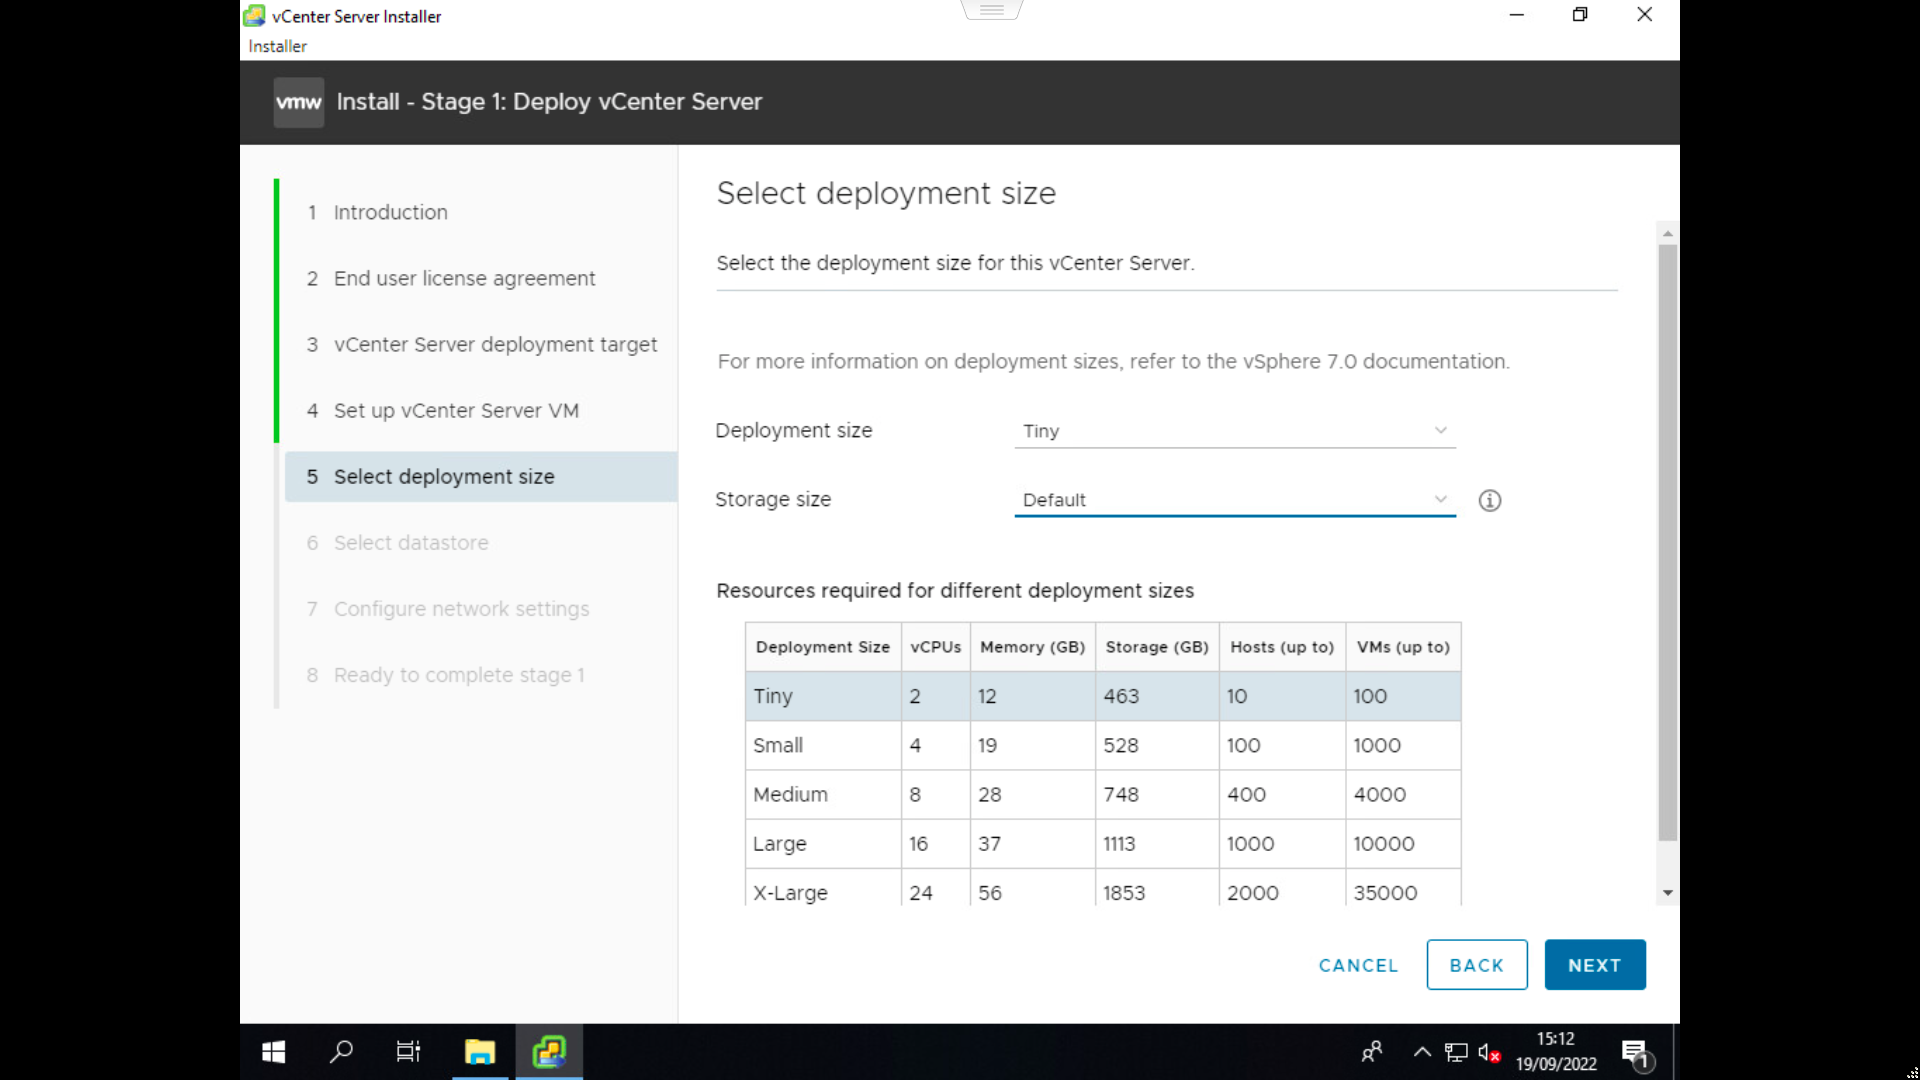 vCenter Server Installer
Installer
vmw Install - Stage 1: Deploy vCenter Server
1 Introduction
2 End user license agreement
3 vCenter Server deployment target
4 Set up vCenter Server VM
5 Select deployment size
6 Select datastore
7 Configure network settings
8 Ready to complete stage 1
Select deployment size
Select the deployment size for this vCenter Server.
For more information on deployment sizes, refer to the vSphere 7.0 documentation.
Deployment size Tiny
Storage size Default
Resources required for different deployment sizes
Deployment Size vCPUs Memory (GB) Storage (GB) Hosts (up to) VMs (up to)
Tiny 2 12 463 10 100
Small 4 19 528 100 1000
Medium 8 28 748 400 4000
Large 16 37 1113 1000 10000
X-Large 24 56 1853 2000 35000
CANCEL BACK NEXT
15:12
19/09/2022
1